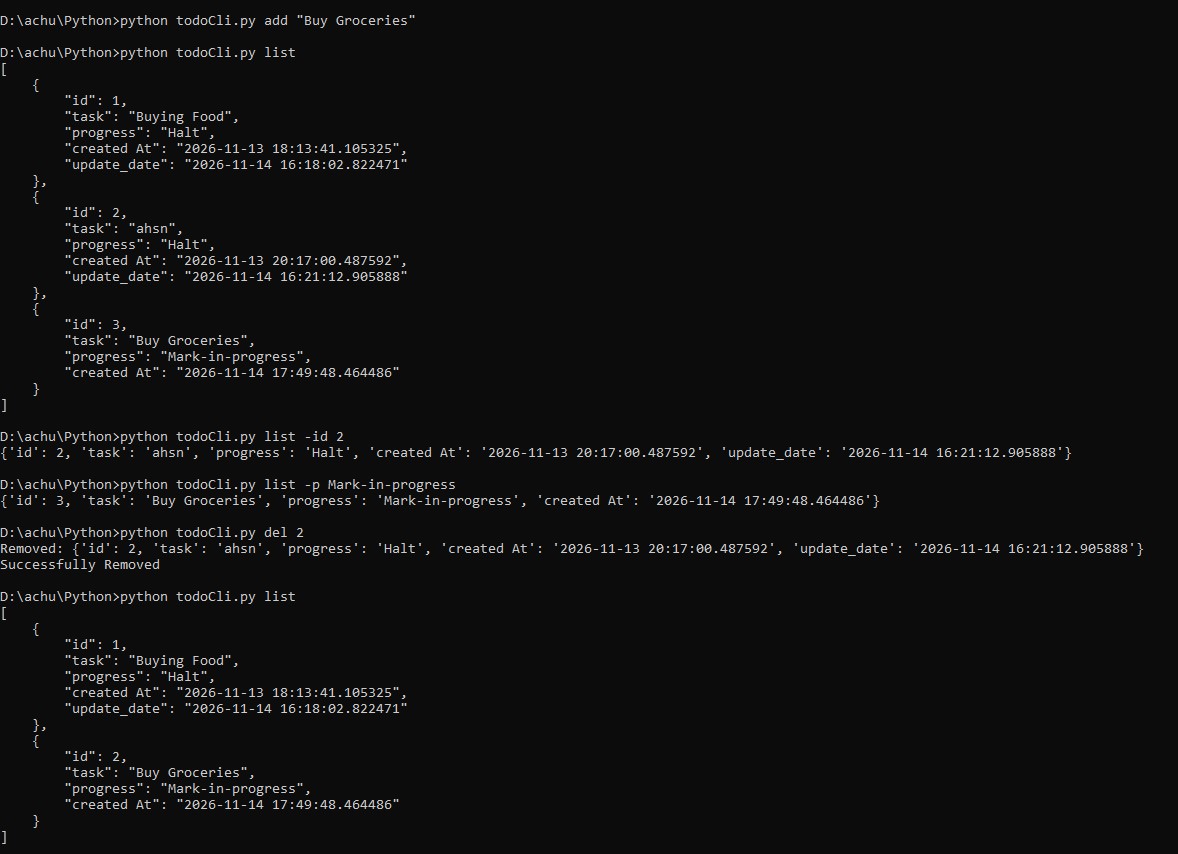 D:\achu\Python>python todoCli.py add "Buy Groceries"
D:\achu\Python>python todoCli.py list
[
    {
        "id": 1,
        "task": "Buying Food",
        "progress": "Halt",
        "created At": "2026-11-13 18:13:41.105325",
        "update_date": "2026-11-14 16:18:02.822471"
    },
    {
        "id": 2,
        "task": "ahsn",
        "progress": "Halt",
        "created At": "2026-11-13 20:17:00.487592",
        "update_date": "2026-11-14 16:21:12.905888"
    },
    {
        "id": 3,
        "task": "Buy Groceries",
        "progress": "Mark-in-progress",
        "created At": "2026-11-14 17:49:48.464486"
    }
]
D:\achu\Python>python todoCli.py list -id 2
{'id': 2, 'task': 'ahsn', 'progress': 'Halt', 'created At': '2026-11-13 20:17:00.487592', 'update_date': '2026-11-14 16:21:12.905888'}
D:\achu\Python>python todoCli.py list -p Mark-in-progress
{'id': 3, 'task': 'Buy Groceries', 'progress': 'Mark-in-progress', 'created At': '2026-11-14 17:49:48.464486'}
D:\achu\Python>python todoCli.py del 2
Removed: {'id': 2, 'task': 'ahsn', 'progress': 'Halt', 'created At': '2026-11-13 20:17:00.487592', 'update_date': '2026-11-14 16:21:12.905888'}
Successfully Removed
D:\achu\Python>python todoCli.py list
[
    {
        "id": 1,
        "task": "Buying Food",
        "progress": "Halt",
        "created At": "2026-11-13 18:13:41.105325",
        "update_date": "2026-11-14 16:18:02.822471"
    },
    {
        "id": 2,
        "task": "Buy Groceries",
        "progress": "Mark-in-progress",
        "created At": "2026-11-14 17:49:48.464486"
    }
]